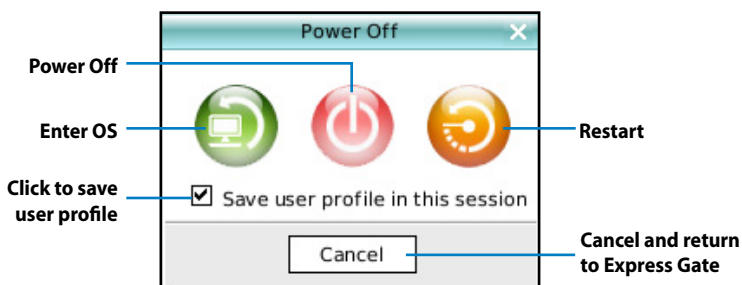 Power Off
Power Off
Enter OS
Restart
Click to save
user profile
Save user profile in this session
Cancel
Cancel and return
to Express Gate